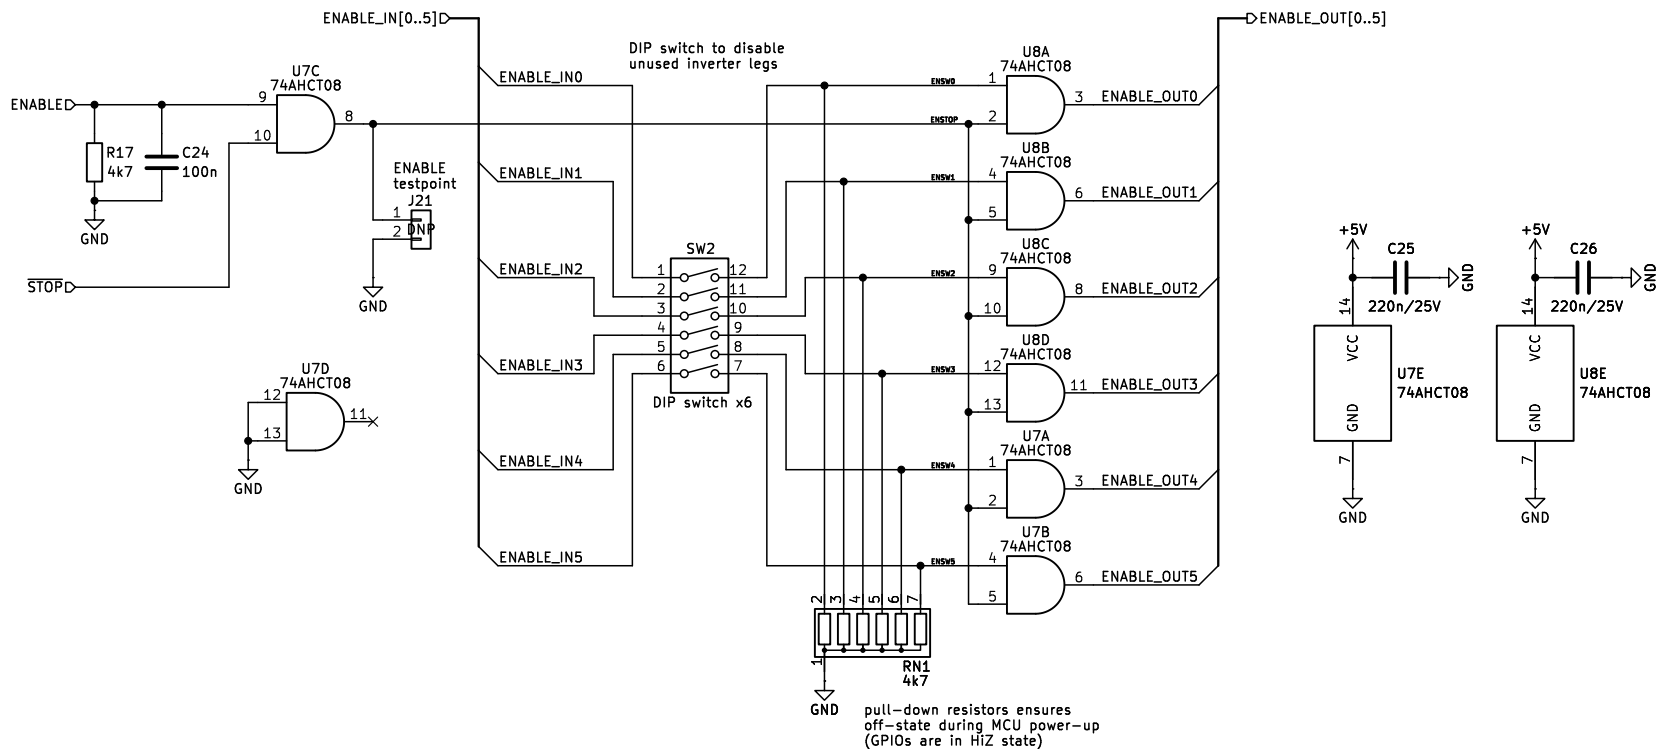 ENABLE_IN[0..5]
ENABLE_OUT[0..5]
DIP switch to disable
unused inverter legs
U7C
74AHCT08
ENABLE
9
10
8
R17
4k7
C24
100n
GND
STOP
ENABLE
testpoint
J21
1
2
DNP
GND
U7D
74AHCT08
12
13
11
GND
ENABLE_IN0
ENABLE_IN1
ENABLE_IN2
ENABLE_IN3
ENABLE_IN4
ENABLE_IN5
SW2
1
12
2
11
3
10
4
9
5
8
6
7
DIP switch x6
U8A
74AHCT08
ENSW0
1
ENSTOP
2
3
ENABLE_OUT0
U8B
74AHCT08
ENSW1
4
5
6
ENABLE_OUT1
U8C
74AHCT08
ENSW2
9
10
8
ENABLE_OUT2
U8D
74AHCT08
ENSW3
12
13
11
ENABLE_OUT3
U7A
74AHCT08
ENSW4
1
2
3
ENABLE_OUT4
U7B
74AHCT08
ENSW5
4
5
6
ENABLE_OUT5
2
3
4
5
6
7
1
RN1
4k7
GND
pull-down resistors ensures
off-state during MCU power-up
(GPIOs are in HiZ state)
+5V
C25
GND
220n/25V
14
VCC
GND
U7E
74AHCT08
7
GND
+5V
C26
GND
220n/25V
14
VCC
GND
U8E
74AHCT08
7
GND